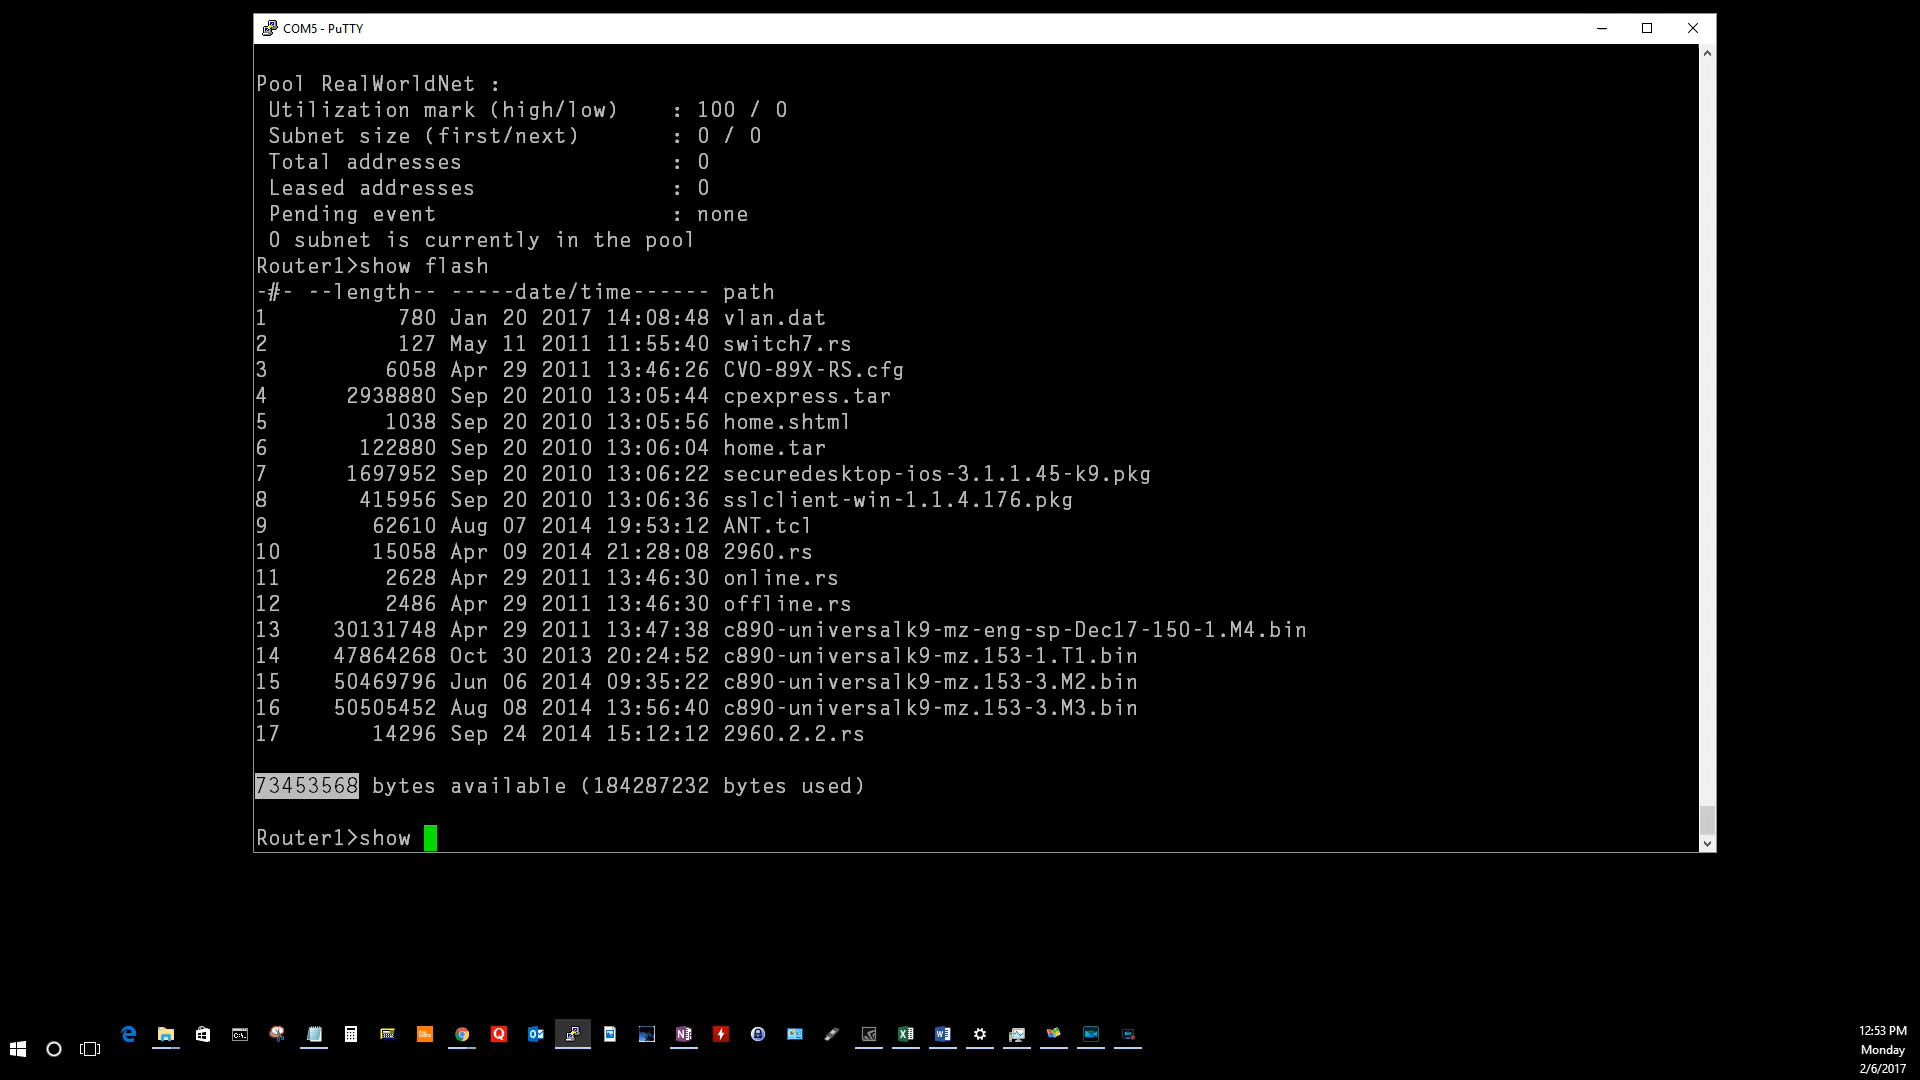 COM5 - PuTTY
Pool RealWorldNet :
 Utilization mark (high/low)    : 100 / 0
 Subnet size (first/next)       : 0 / 0
 Total addresses                : 0
 Leased addresses               : 0
 Pending event                  : none
 0 subnet is currently in the pool
Router1>show flash
-#- --length-- -----date/time------ path
1          780 Jan 20 2017 14:08:48 vlan.dat
2          127 May 11 2011 11:55:40 switch7.rs
3         6058 Apr 29 2011 13:46:26 CVO-89X-RS.cfg
4      2938880 Sep 20 2010 13:05:44 cpexpress.tar
5         1038 Sep 20 2010 13:05:56 home.shtml
6       122880 Sep 20 2010 13:06:04 home.tar
7      1697952 Sep 20 2010 13:06:22 securedesktop-ios-3.1.1.45-k9.pkg
8       415956 Sep 20 2010 13:06:36 sslclient-win-1.1.4.176.pkg
9        62610 Aug 07 2014 19:53:12 ANT.tcl
10       15058 Apr 09 2014 21:28:08 2960.rs
11        2628 Apr 29 2011 13:46:30 online.rs
12        2486 Apr 29 2011 13:46:30 offline.rs
13    30131748 Apr 29 2011 13:47:38 c890-universalk9-mz-eng-sp-Dec17-150-1.M4.bin
14    47864268 Oct 30 2013 20:24:52 c890-universalk9-mz.153-1.T1.bin
15    50469796 Jun 06 2014 09:35:22 c890-universalk9-mz.153-3.M2.bin
16    50505452 Aug 08 2014 13:56:40 c890-universalk9-mz.153-3.M3.bin
17       14296 Sep 24 2014 15:12:12 2960.2.2.rs
73453568 bytes available (184287232 bytes used)
Router1>show
12:53 PM
Monday
2/6/2017